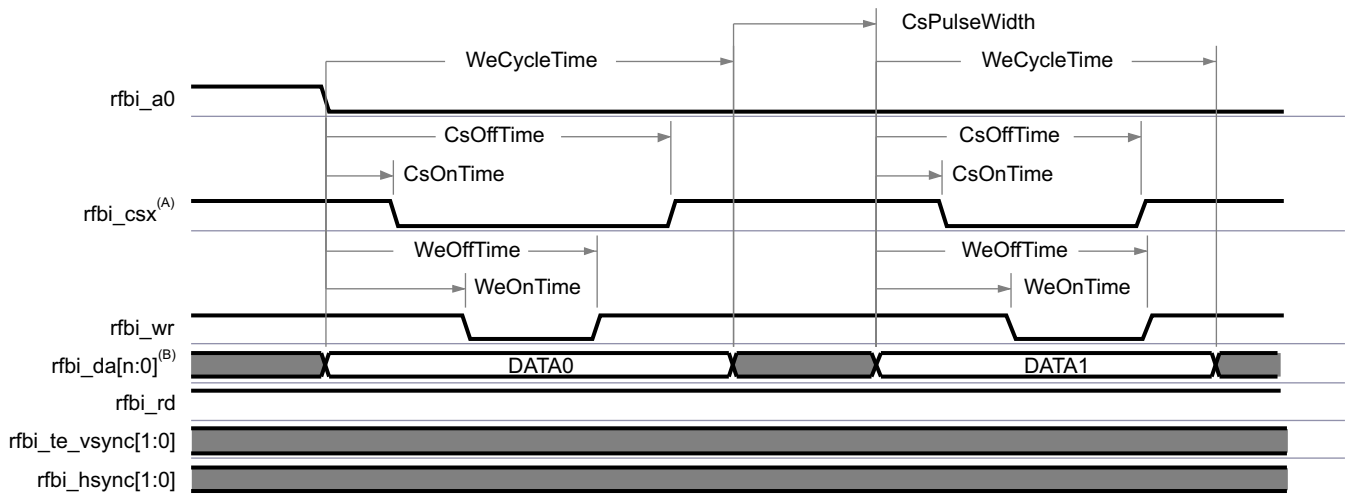 CsPulseWidth
WeCycleTime WeCycleTime
rfbi_a0
CsOffTime CsOffTime
CsOnTime CsOnTime
rfbi_csx(A)
WeOffTime WeOffTime
WeOnTime WeOnTime
rfbi_wr
rfbi_da[n:0](B) DATA0 DATA1
rfbi_rd
rfbi_te_vsync[1:0]
rfbi_hsync[1:0]